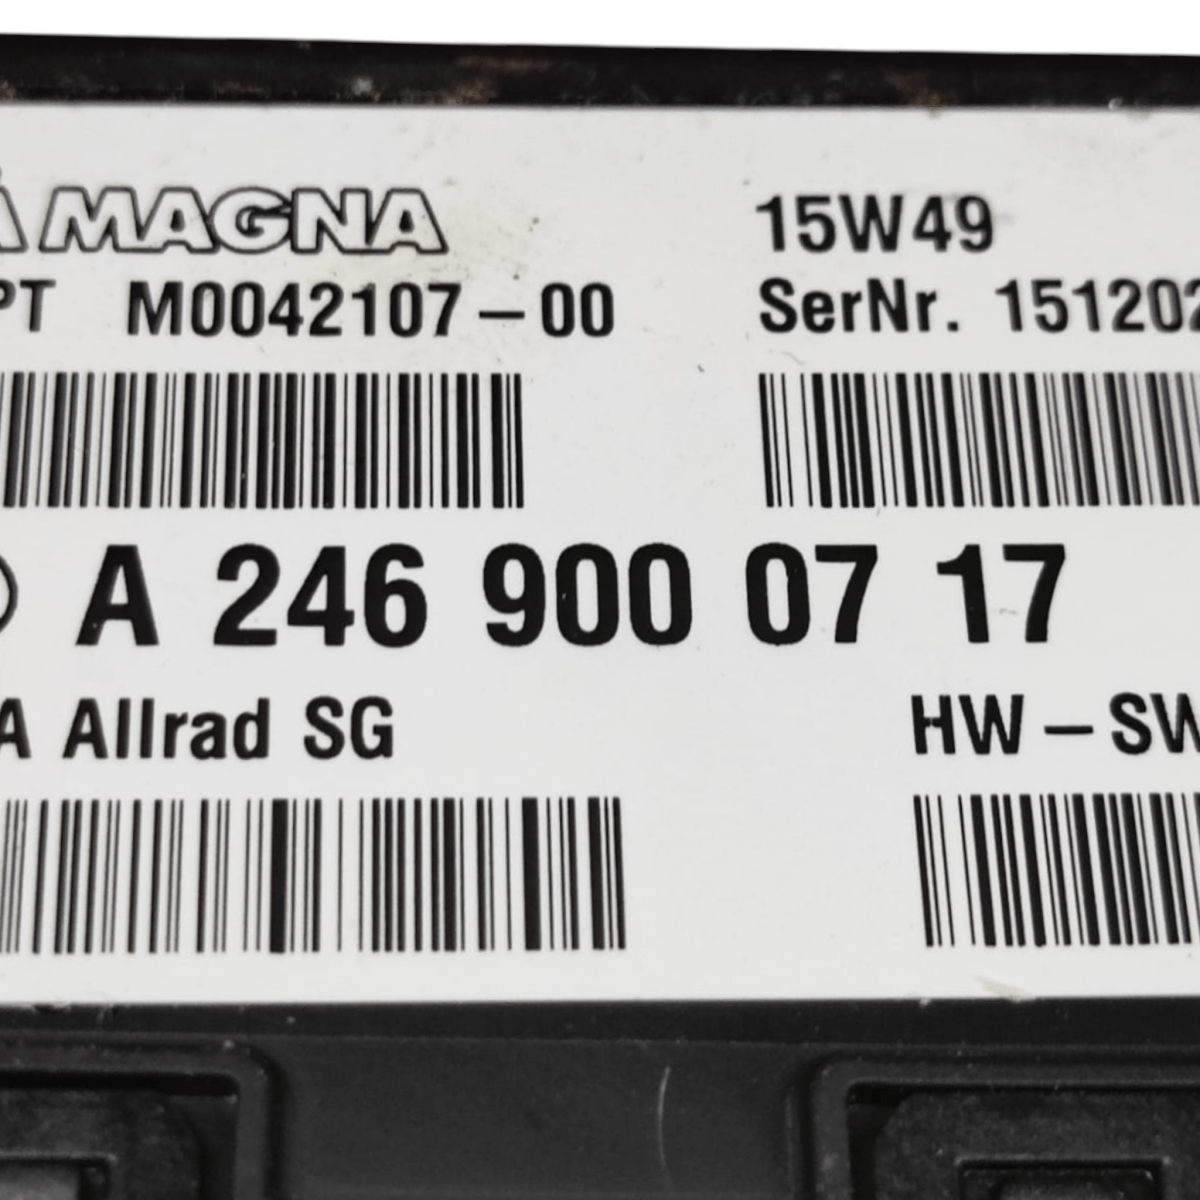 MAGNA
15W49
PT M0042107-00
SerNr. 151202
A 246 900 07 17
A Allrad SG
HW-SW